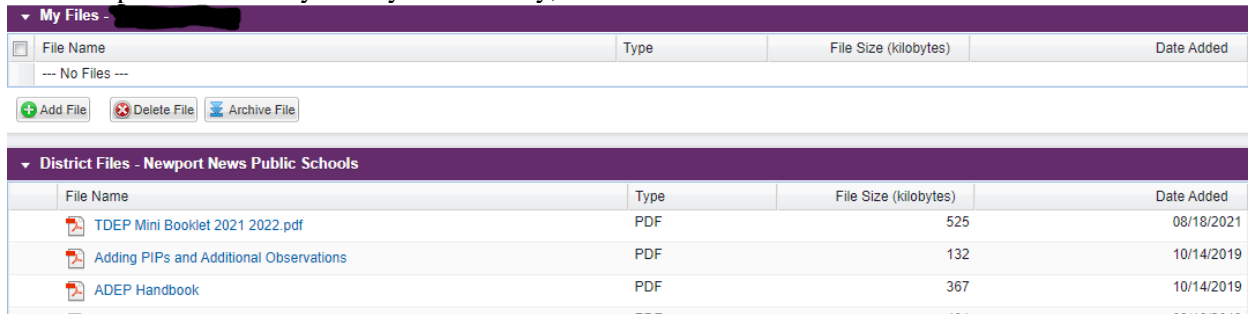 My Files -
File Name Type File Size (kilobytes) Date Added
--- No Files ---
Add File Delete File Archive File
District Files - Newport News Public Schools
File Name Type File Size (kilobytes) Date Added
TDEP Mini Booklet 2021 2022.pdf PDF 525 08/18/2021
Adding PIPs and Additional Observations PDF 132 10/14/2019
ADEP Handbook PDF 367 10/14/2019